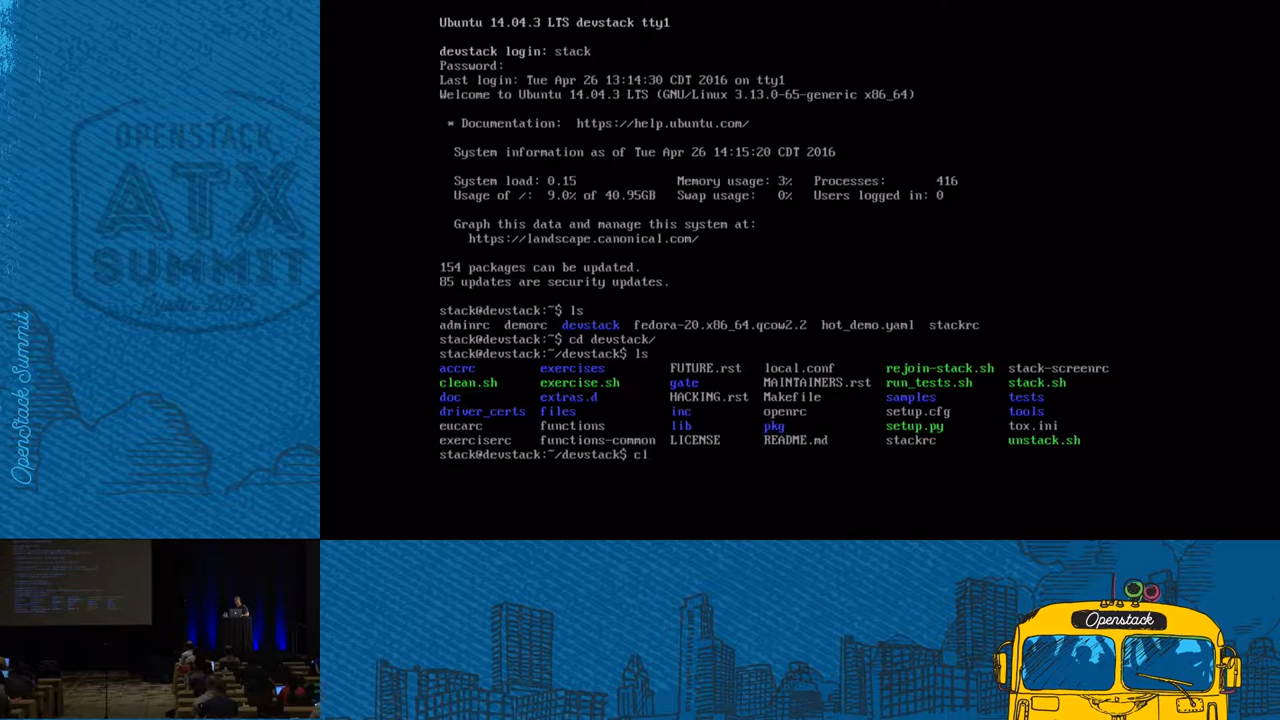 Ubuntu 14.04.3 LTS devstack tty1
devstack login: stack
Password:
Last login: Tue Apr 26 13:14:30 CDT 2016 on tty1
Welcome to Ubuntu 14.04.3 LTS (GNU/Linux 3.13.0-65-generic x86_64)
* Documentation:  https://help.ubuntu.com/
System information as of Tue Apr 26 14:15:20 CDT 2016
System load: 0.15 Memory usage: 3% Processes: 416
Usage of /: 9.0% of 40.95GB Swap usage: 0% Users logged in: 0
Graph this data and manage this system at:
https://landscape.canonical.com/
154 packages can be updated.
85 updates are security updates.
stack@devstack:~$ ls
adminrc demorc devstack fedora-20.x86_64.qcow2.2 hot_demo.yaml stackrc
stack@devstack:~$ cd devstack/
stack@devstack:~/devstack$ ls
accrc exercises FUTURE.rst local.conf rejoin-stack.sh stack-screenrc
clean.sh exercise.sh gate MAINTAINERS.rst run_tests.sh stack.sh
doc extras.d HACKING.rst Makefile samples tests
driver_certs files inc openrc setup.cfg tools
eucarc functions lib pkg setup.py tox.ini
exerciserc functions-common LICENSE README.md stackrc unstack.sh
stack@devstack:~/devstack$ cl
OPENSTACK
ATX
SUMMIT
OpenStack Summit
Openstack